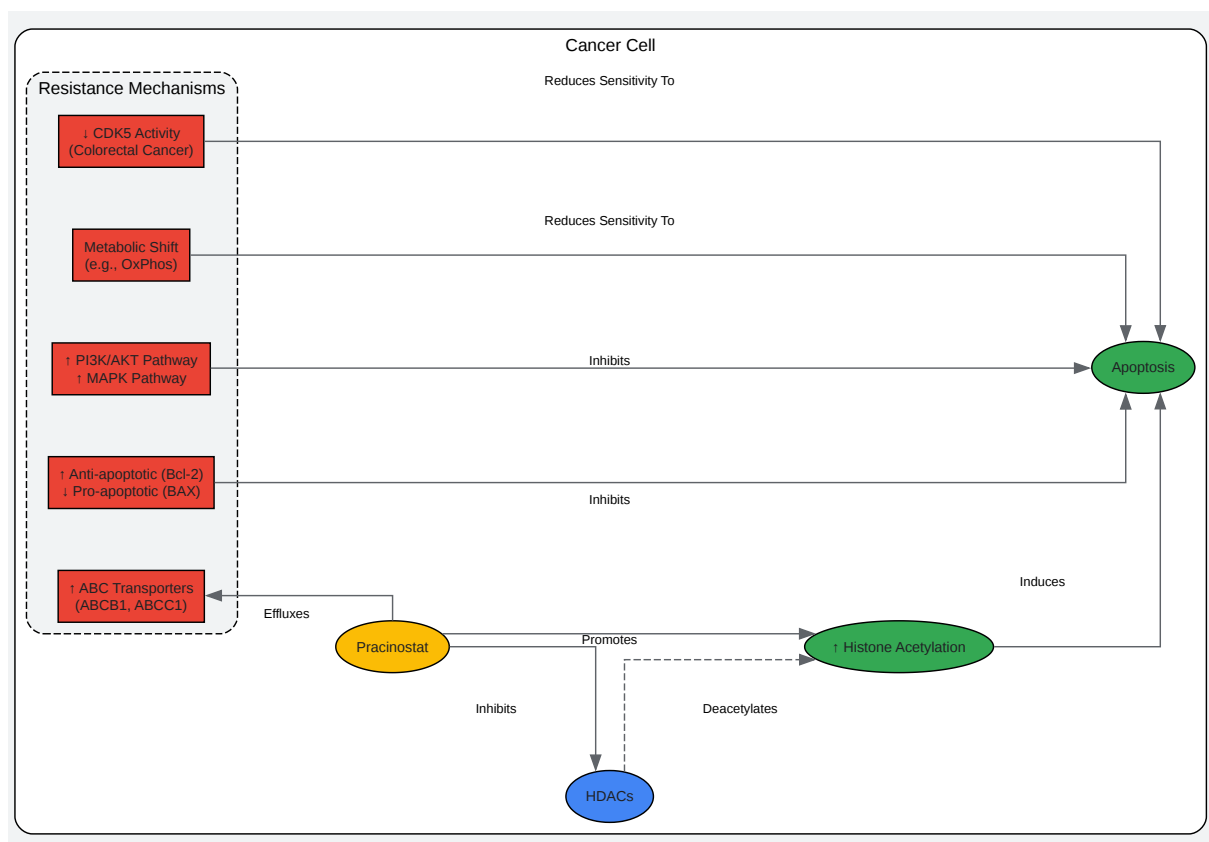 Cancer Cell
Reduces Sensitivity To
Resistance Mechanisms
↓ CDK5 Activity
(Colorectal Cancer)
Reduces Sensitivity To
Metabolic Shift
(e.g., OxPhos)
↑ PI3K/AKT Pathway
↑ MAPK Pathway
Inhibits
Apoptosis
↑ Anti-apoptotic (Bcl-2)
↓ Pro-apoptotic (BAX)
Inhibits
↑ ABC Transporters
(ABCB1, ABCC1)
Effluxes
Induces
Pracinostat
Promotes
↑ Histone Acetylation
Inhibits
Deacetylates
HDACs